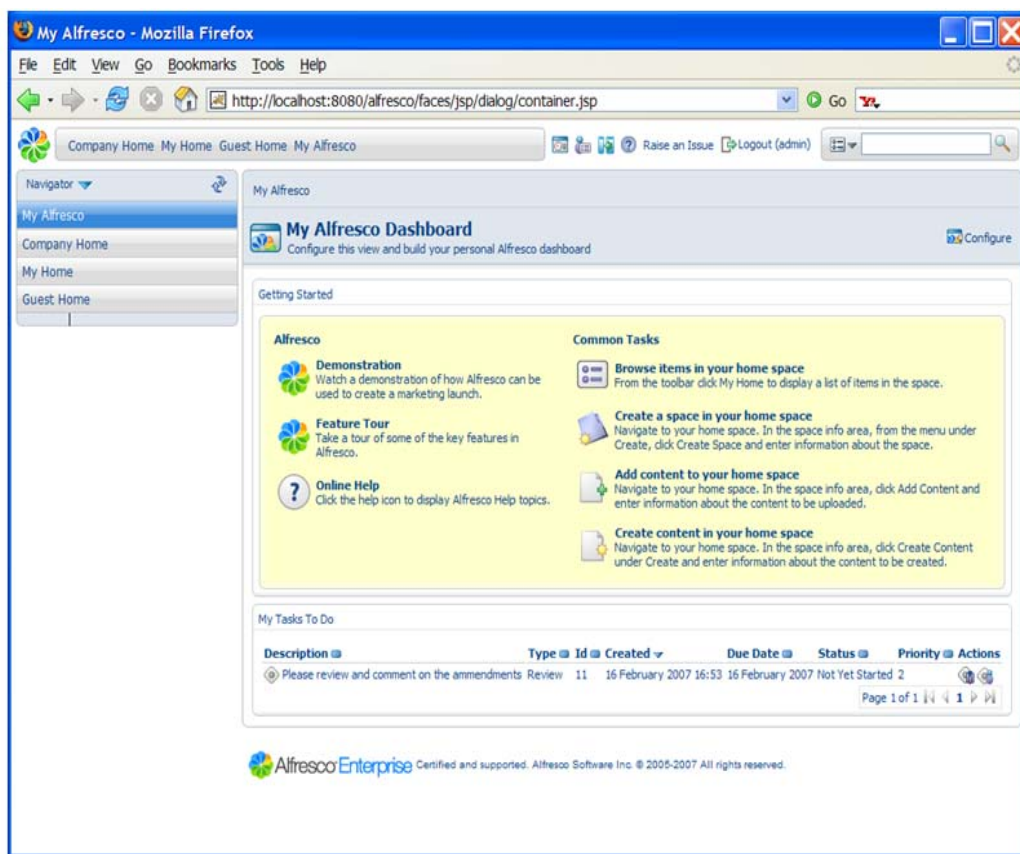 My Alfresco - Mozilla Firefox
File Edit View Go Bookmarks Tools Help
http://localhost:8080/alfresco/faces/jsp/dialog/container.jsp Go
Company Home My Home Guest Home My Alfresco Raise an Issue Logout (admin)
Navigator
My Alfresco
Company Home
My Home
Guest Home
My Alfresco
My Alfresco Dashboard
Configure this view and build your personal Alfresco dashboard
Configure
Getting Started
Alfresco
Demonstration
Watch a demonstration of how Alfresco can be
used to create a marketing launch.
Feature Tour
Take a tour of some of the key features in
Alfresco.
Online Help
Click the help icon to display Alfresco Help topics.
Common Tasks
Browse items in your home space
From the toolbar click My Home to display a list of items in the space.
Create a space in your home space
Navigate to your home space. In the space info area, from the menu under
Create, click Create Space and enter information about the space.
Add content to your home space
Navigate to your home space. In the space info area, click Add Content and
enter information about the content to be uploaded.
Create content in your home space
Navigate to your home space. In the space info area, click Create Content
under Create and enter information about the content to be created.
My Tasks To Do
Description Type Id Created Due Date Status Priority Actions
Please review and comment on the ammendments Review 11 16 February 2007 16:53 16 February 2007 Not Yet Started 2
Page 1 of 1 1
Alfresco Enterprise Certified and supported. Alfresco Software Inc. © 2005-2007 All rights reserved.